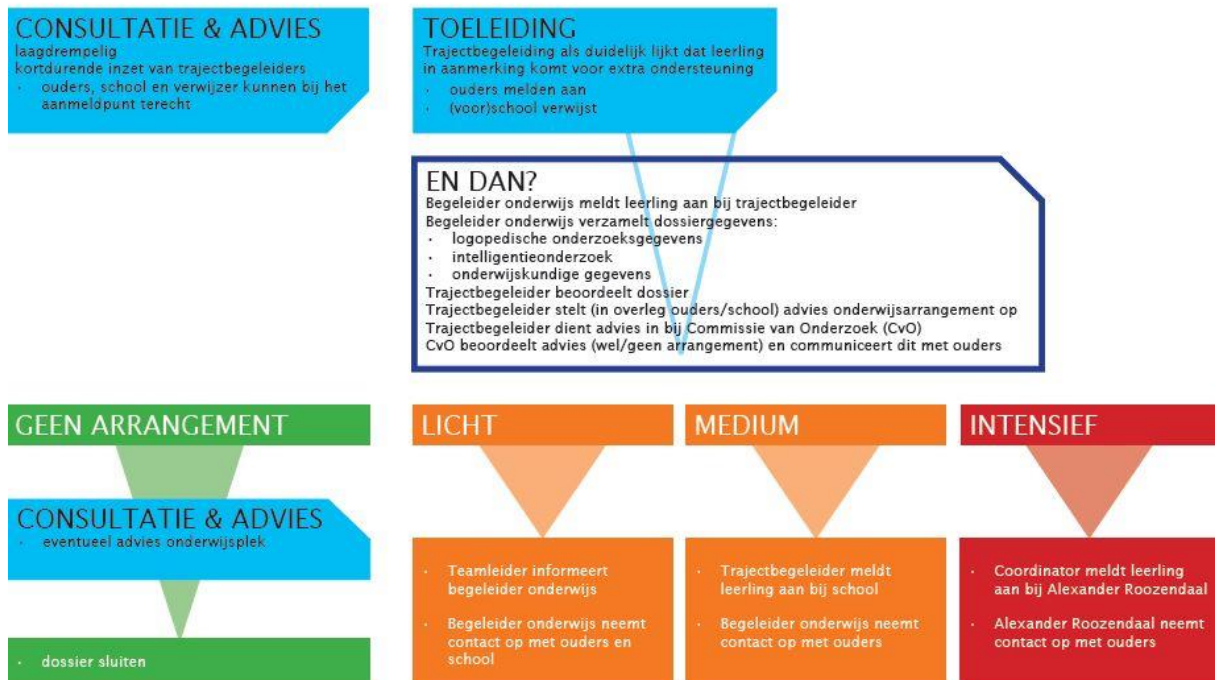 CONSULTATIE & ADVIES
laagdrempelig
kortdurende inzet van trajectbegeleiders
· ouders, school en verwijzer kunnen bij het
aanmeldpunt terecht
TOELEIDING
Trajectbegeleiding als duidelijk lijkt dat leerling
in aanmerking komt voor extra ondersteuning
· ouders melden aan
· (voor)school verwijst
EN DAN?
Begeleider onderwijs meldt leerling aan bij trajectbegeleider
Begeleider onderwijs verzamelt dossiergegevens:
· logopedische onderzoeksgegevens
· intelligentieonderzoek
· onderwijskundige gegevens
Trajectbegeleider beoordeelt dossier
Trajectbegeleider stelt (in overleg ouders/school) advies onderwijsarrangement op
Trajectbegeleider dient advies in bij Commissie van Onderzoek (CvO)
CvO beoordeelt advies (wel/geen arrangement) en communiceert dit met ouders
GEEN ARRANGEMENT
CONSULTATIE & ADVIES
· eventueel advies onderwijsplek
· dossier sluiten
LICHT
· Teamleider informeert
begeleider onderwijs
· Begeleider onderwijs neemt
contact op met ouders en
school
MEDIUM
· Trajectbegeleider meldt
leerling aan bij school
· Begeleider onderwijs neemt
contact op met ouders
INTENSIEF
· Coordinator meldt leerling
aan bij Alexander Roozendaal
· Alexander Roozendaal neemt
contact op met ouders